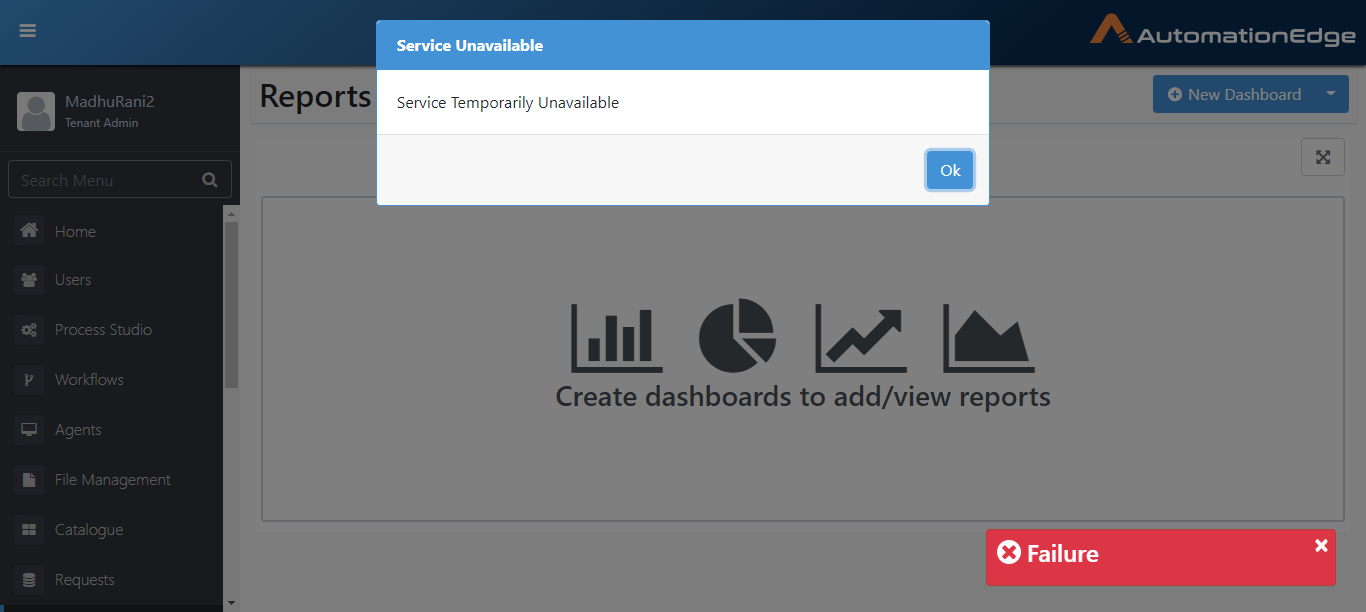 Service Unavailable
AutomationEdge
Service Temporarily Unavailable
Ok
MadhuRani2
Tenant Admin
Reports
New Dashboard
Search Menu
Home
Users
Process Studio
Workflows
Agents
File Management
Catalogue
Requests
Create dashboards to add/view reports
Failure